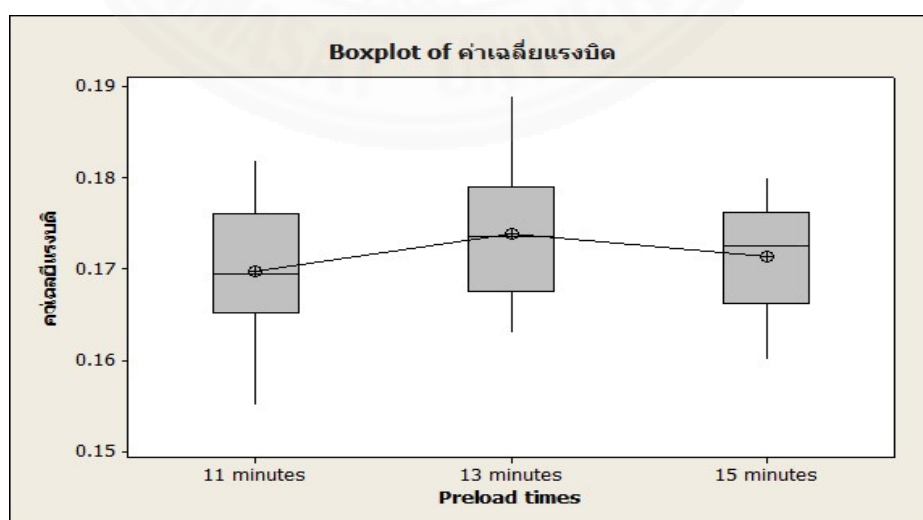 Boxplot of ค่าเฉลี่ยแรงบิด
0.19
0.18
0.17
0.16
0.15
ค่าเฉลี่ยแรงบิด
11 minutes
13 minutes
15 minutes
Preload times